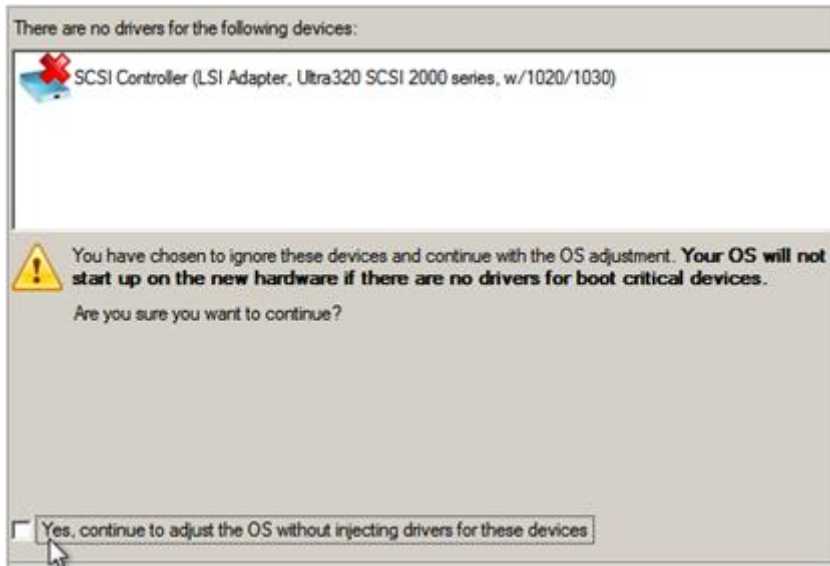 There are no drivers for the following devices:
SCSI Controller (LSI Adapter, Ultra320 SCSI 2000 series, w/1020/1030)
You have chosen to ignore these devices and continue with the OS adjustment. Your OS will not
start up on the new hardware if there are no drivers for boot critical devices.
Are you sure you want to continue?
Yes, continue to adjust the OS without injecting drivers for these devices